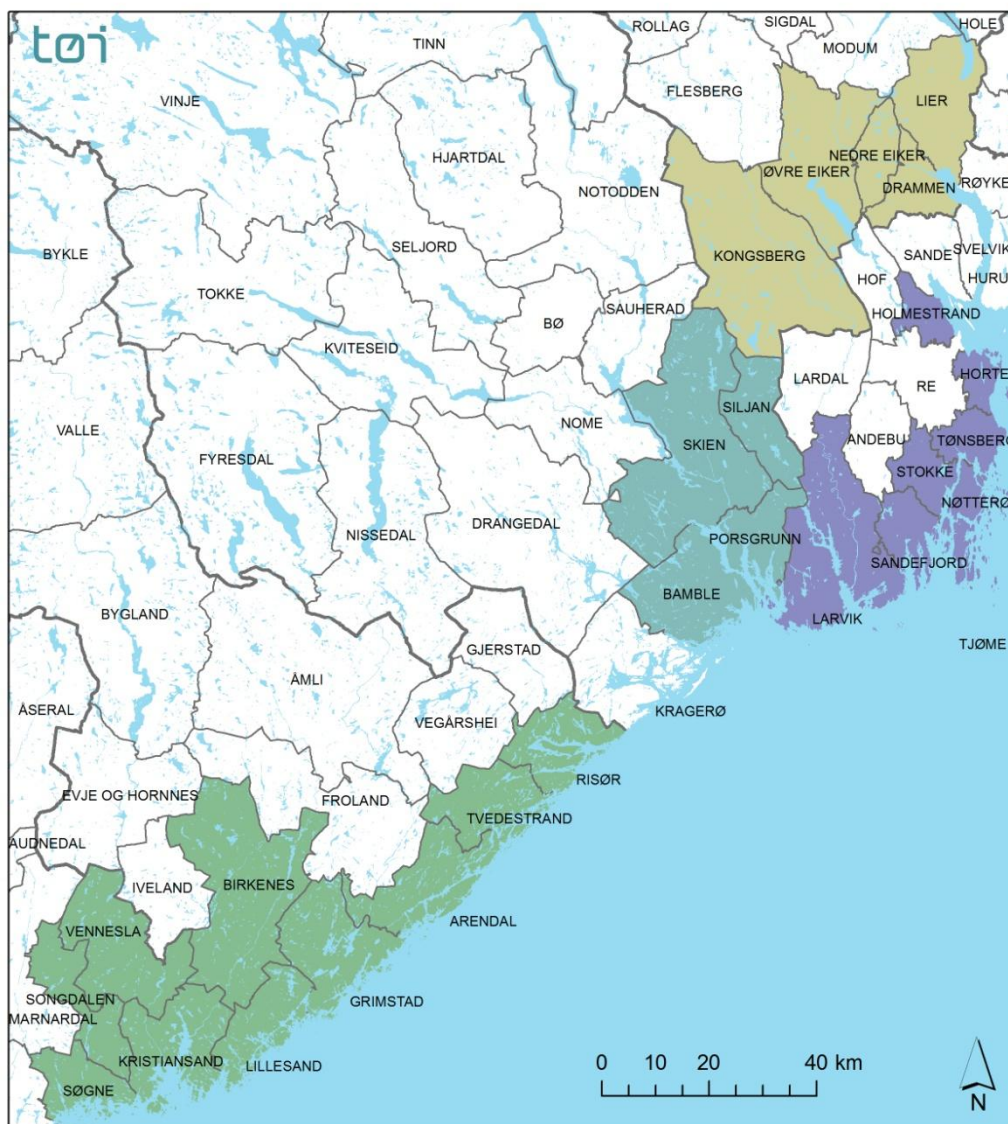 tøi
ROLLAG
SIGDAL
HOLE
TINN
MODUM
FLESBERG
VINJE
LIER
HJARTDAL
NEDRE EIKER
ØVRE EIKER
NOTODDEN
DRAMMEN
RØYKE
SELJORD
BYKLE
KONGSBERG
SANDE
SVELVIK
HOF
HURU
TOKKE
SAUHERAD
HOLMESTRAND
BØ
KVITESEID
LARDAL
RE
HORTE
SILJAN
NOME
VALLE
SKIEN
ANDEBU
TØNSBERG
FYRESDAL
STOKKE
NØTTERØ
DRANGEDAL
NISSEDAL
PORSGRUNN
SANDEFJORD
BAMBLE
LARVIK
BYGLAND
TJØME
GJERSTAD
ÅMLI
ÅSERAL
VEGÅRSHEI
KRAGERØ
RISØR
EVJE OG HORNNES
FROLAND
TVEDESTRAND
AUDNEDAL
IVELAND
BIRKENES
ARENDAL
VENNESLA
SONGDALEN
GRIMSTAD
MARNARDAL
KRISTIANSAND
LILLESAND
SØGNE
0 10 20 40 km
N